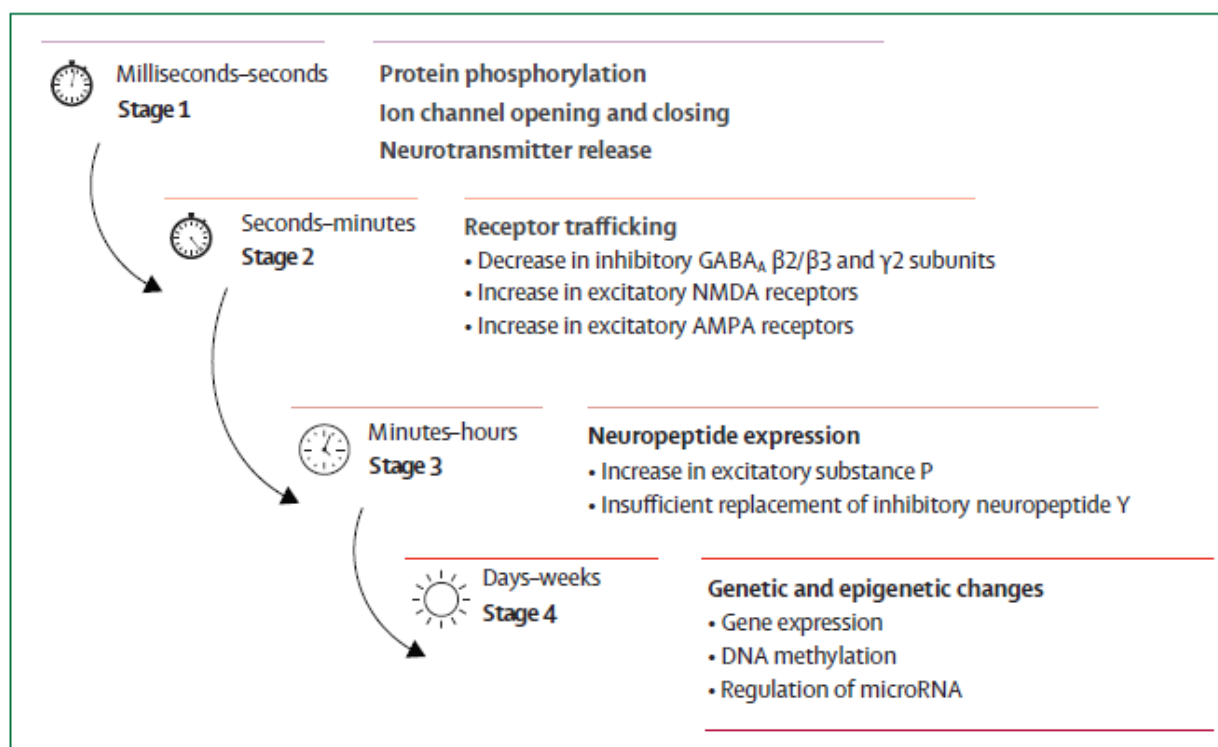 Milliseconds–seconds
Stage 1
Protein phosphorylation
Ion channel opening and closing
Neurotransmitter release
Seconds–minutes
Stage 2
Receptor trafficking
• Decrease in inhibitory GABAA β2/β3 and γ2 subunits
• Increase in excitatory NMDA receptors
• Increase in excitatory AMPA receptors
Minutes–hours
Stage 3
Neuropeptide expression
• Increase in excitatory substance P
• Insufficient replacement of inhibitory neuropeptide Y
Days–weeks
Stage 4
Genetic and epigenetic changes
• Gene expression
• DNA methylation
• Regulation of microRNA